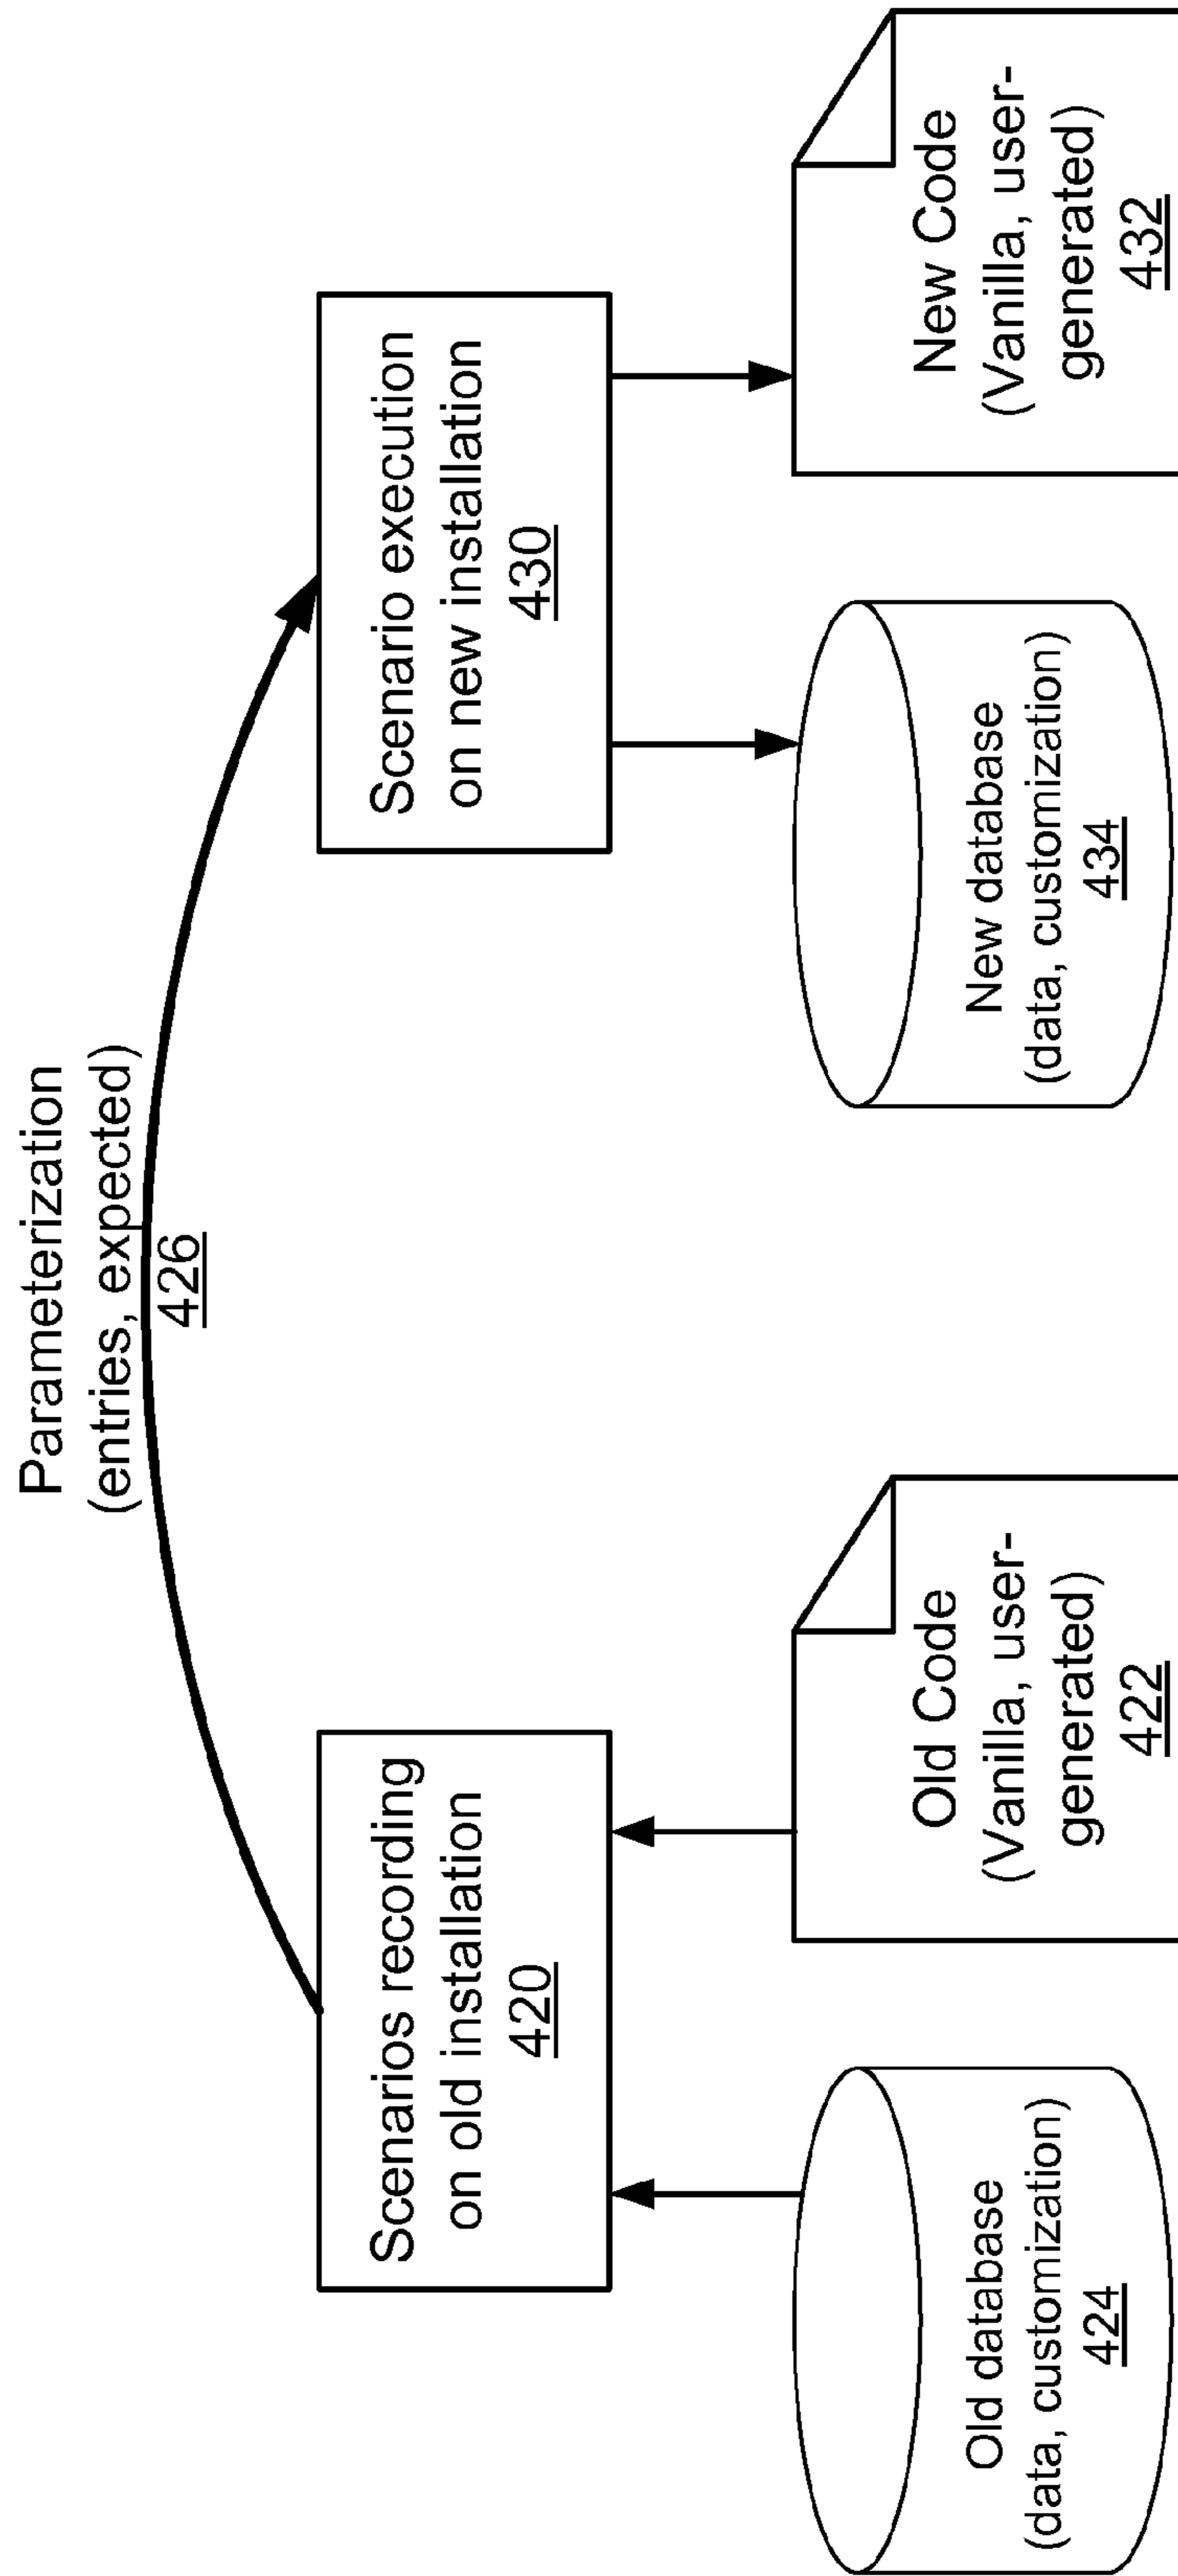 Parameterization
(entries, expected)
426
Scenarios recording
on old installation
420
Scenario execution
on new installation
430
Old database
(data, customization)
424
Old Code
(Vanilla, user-
generated)
422
New database
(data, customization)
434
New Code
(Vanilla, user-
generated)
432